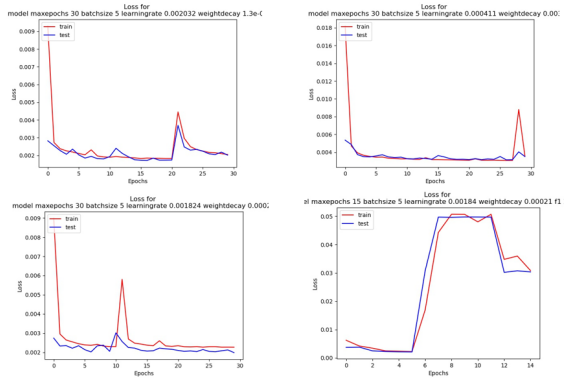 Loss for
model maxepochs 30 batchsize 5 learningrate 0.002032 weightdecay 1.3e-0
train
test
0.009
0.008
0.007
0.006
0.005
0.004
0.003
0.002
Loss
0 5 10 15 20 25 30
Epochs
Loss for
model maxepochs 30 batchsize 5 learningrate 0.000411 weightdecay 0.00
train
test
0.018
0.016
0.014
0.012
0.010
0.008
0.006
0.004
Loss
0 5 10 15 20 25 30
Epochs
Loss for
model maxepochs 30 batchsize 5 learningrate 0.001824 weightdecay 0.000
train
test
0.009
0.008
0.007
0.006
0.005
0.004
0.003
0.002
Loss
0 5 10 15 20 25 30
Epochs
Loss for
el maxepochs 15 batchsize 5 learningrate 0.00184 weightdecay 0.00021 f1
train
test
0.05
0.04
0.03
0.02
0.01
0.00
Loss
0 2 4 6 8 10 12 14
Epochs